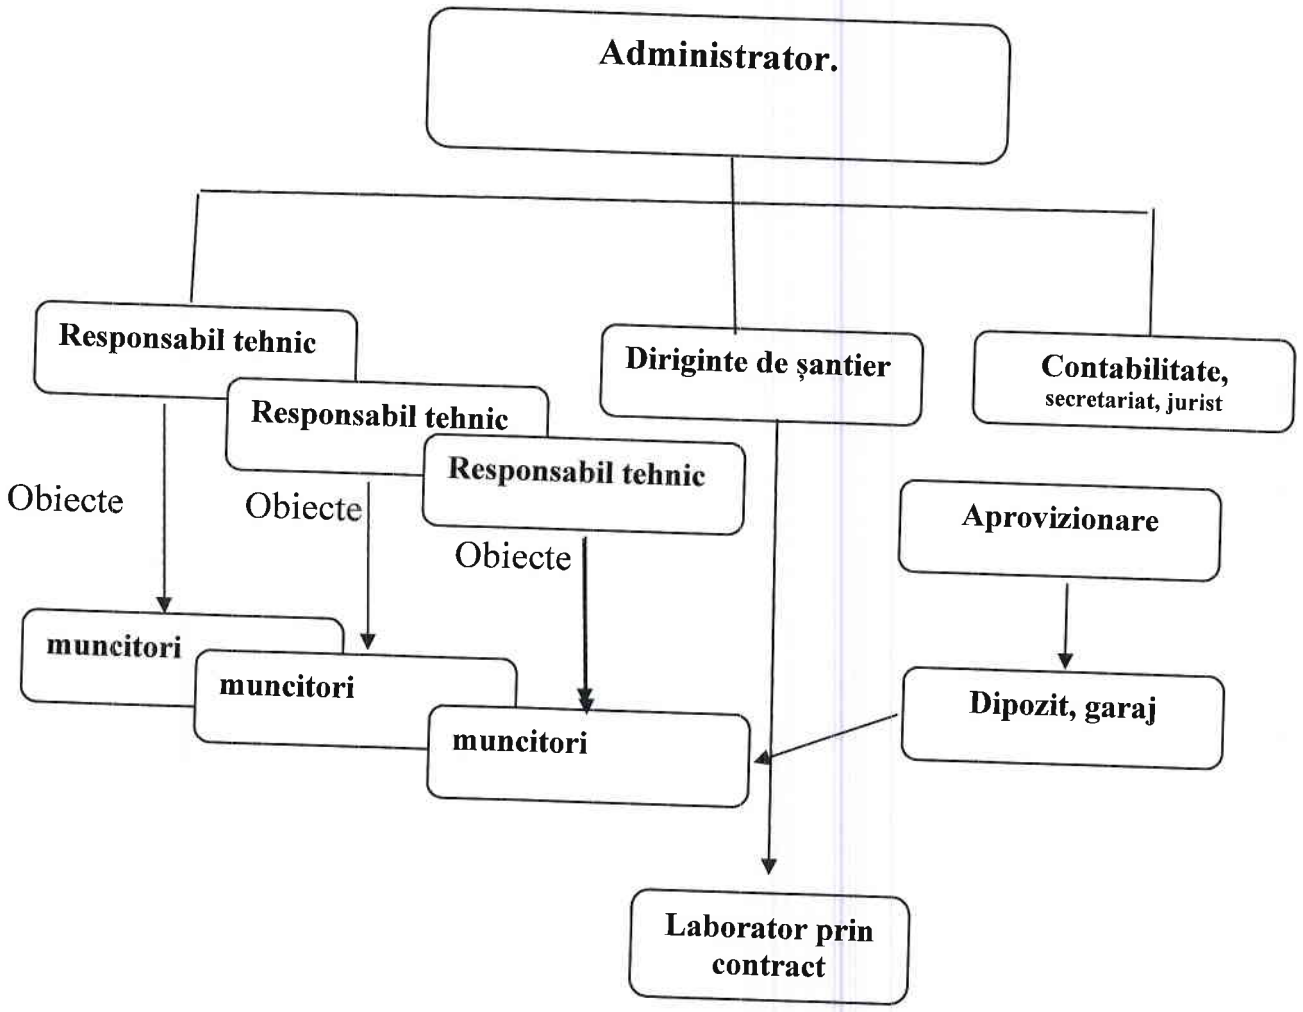 Administrator.
Responsabil tehnic
Diriginte de șantier
Contabilitate,
secretariat, jurist
Responsabil tehnic
Responsabil tehnic
Obiecte
Obiecte
Obiecte
Aprovizionare
muncitori
muncitori
muncitori
Dipozit, garaj
Laborator prin
contract